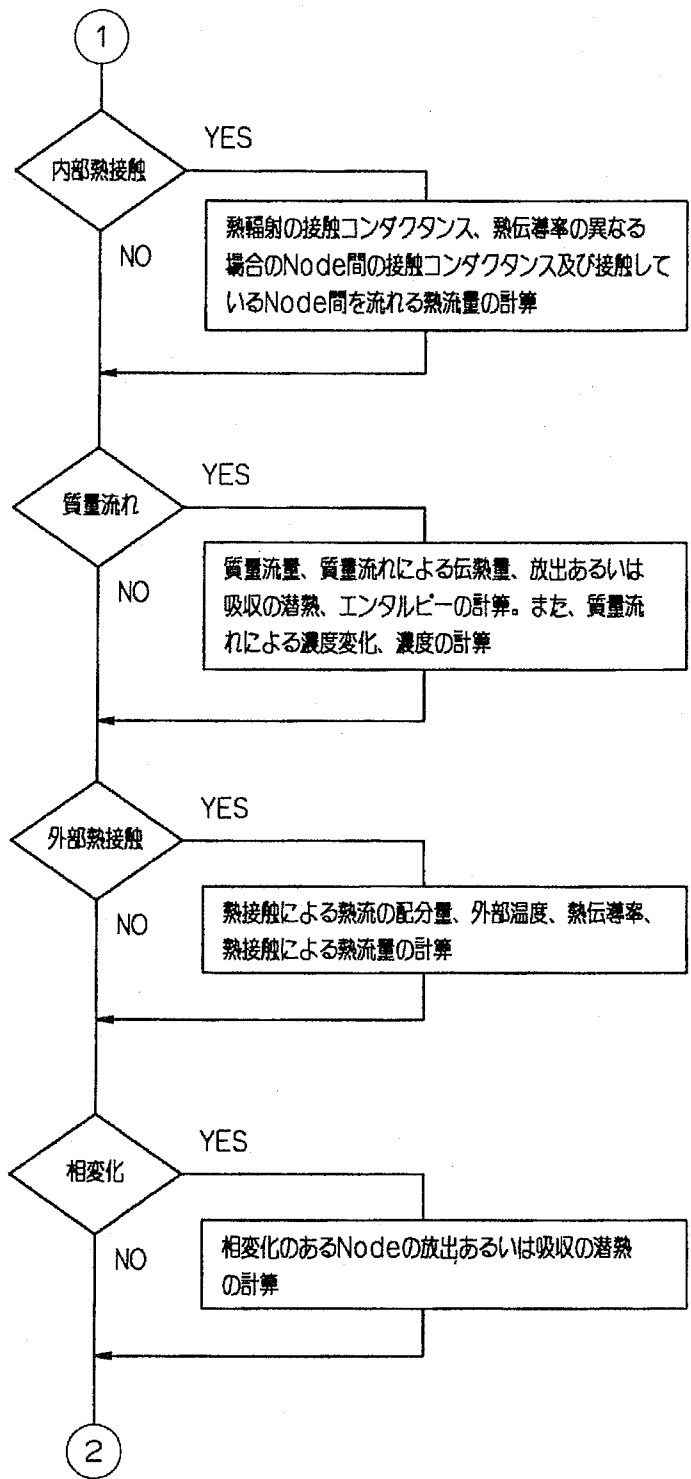 1
内部熱接触
YES
熱輻射の接触コンダクタンス、熱伝導率の異なる
場合のNode間の接触コンダクタンス及び接触して
いるNode間を流れる熱流量の計算
NO
質量流れ
YES
質量流量、質量流れによる伝熱量、放出あるいは
吸収の潜熱、エンタルピーの計算。また、質量流
れによる濃度変化、濃度の計算
NO
外部熱接触
YES
熱接触による熱流の配分量、外部温度、熱伝導率、
熱接触による熱流量の計算
NO
相変化
YES
相変化のあるNodeの放出あるいは吸収の潜熱
の計算
NO
2